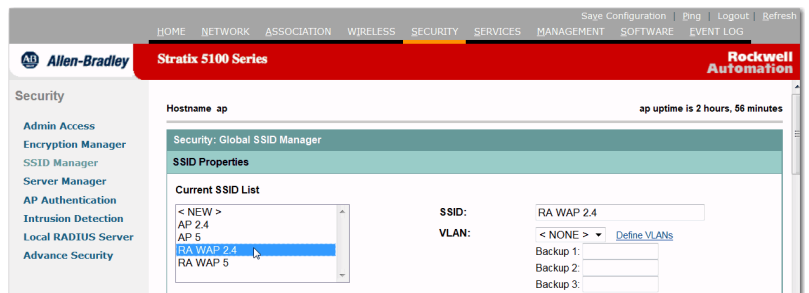 Save Configuration | Ping | Logout | Refresh
HOME NETWORK ASSOCIATION WIRELESS SECURITY SERVICES MANAGEMENT SOFTWARE EVENT LOG
AB Allen-Bradley
Stratix 5100 Series
Rockwell
Automation
Security
Hostname ap
ap uptime is 2 hours, 56 minutes
Admin Access
Encryption Manager
SSID Manager
Server Manager
AP Authentication
Intrusion Detection
Local RADIUS Server
Advance Security
Security: Global SSID Manager
SSID Properties
Current SSID List
< NEW >
AP 2.4
AP 5
RA WAP 2.4
RA WAP 5
SSID: RA WAP 2.4
VLAN: < NONE > Define VLANs
Backup 1:
Backup 2:
Backup 3: